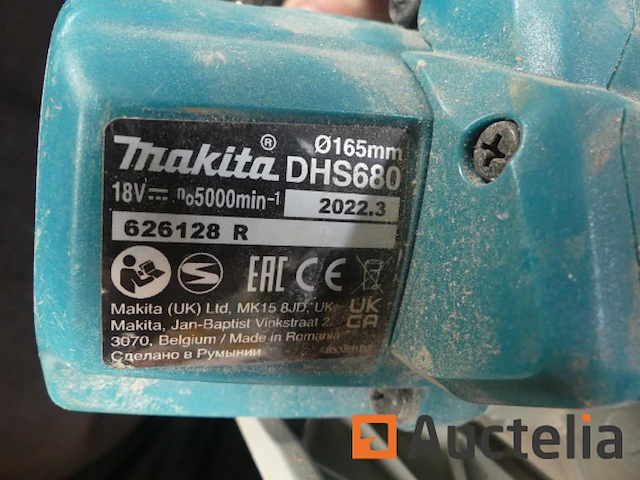 makita® Ø165mm
DHS680
18V⎓ n₀5000min⁻¹ 2022.3
626128 R
EAC CE
Makita (UK) Ltd, MK15 8JD, UK
UK
CA
Makita, Jan-Baptist Vinkstraat 2,
3070, Belgium / Made in Romania
Сделано в Румынии
Auctelia